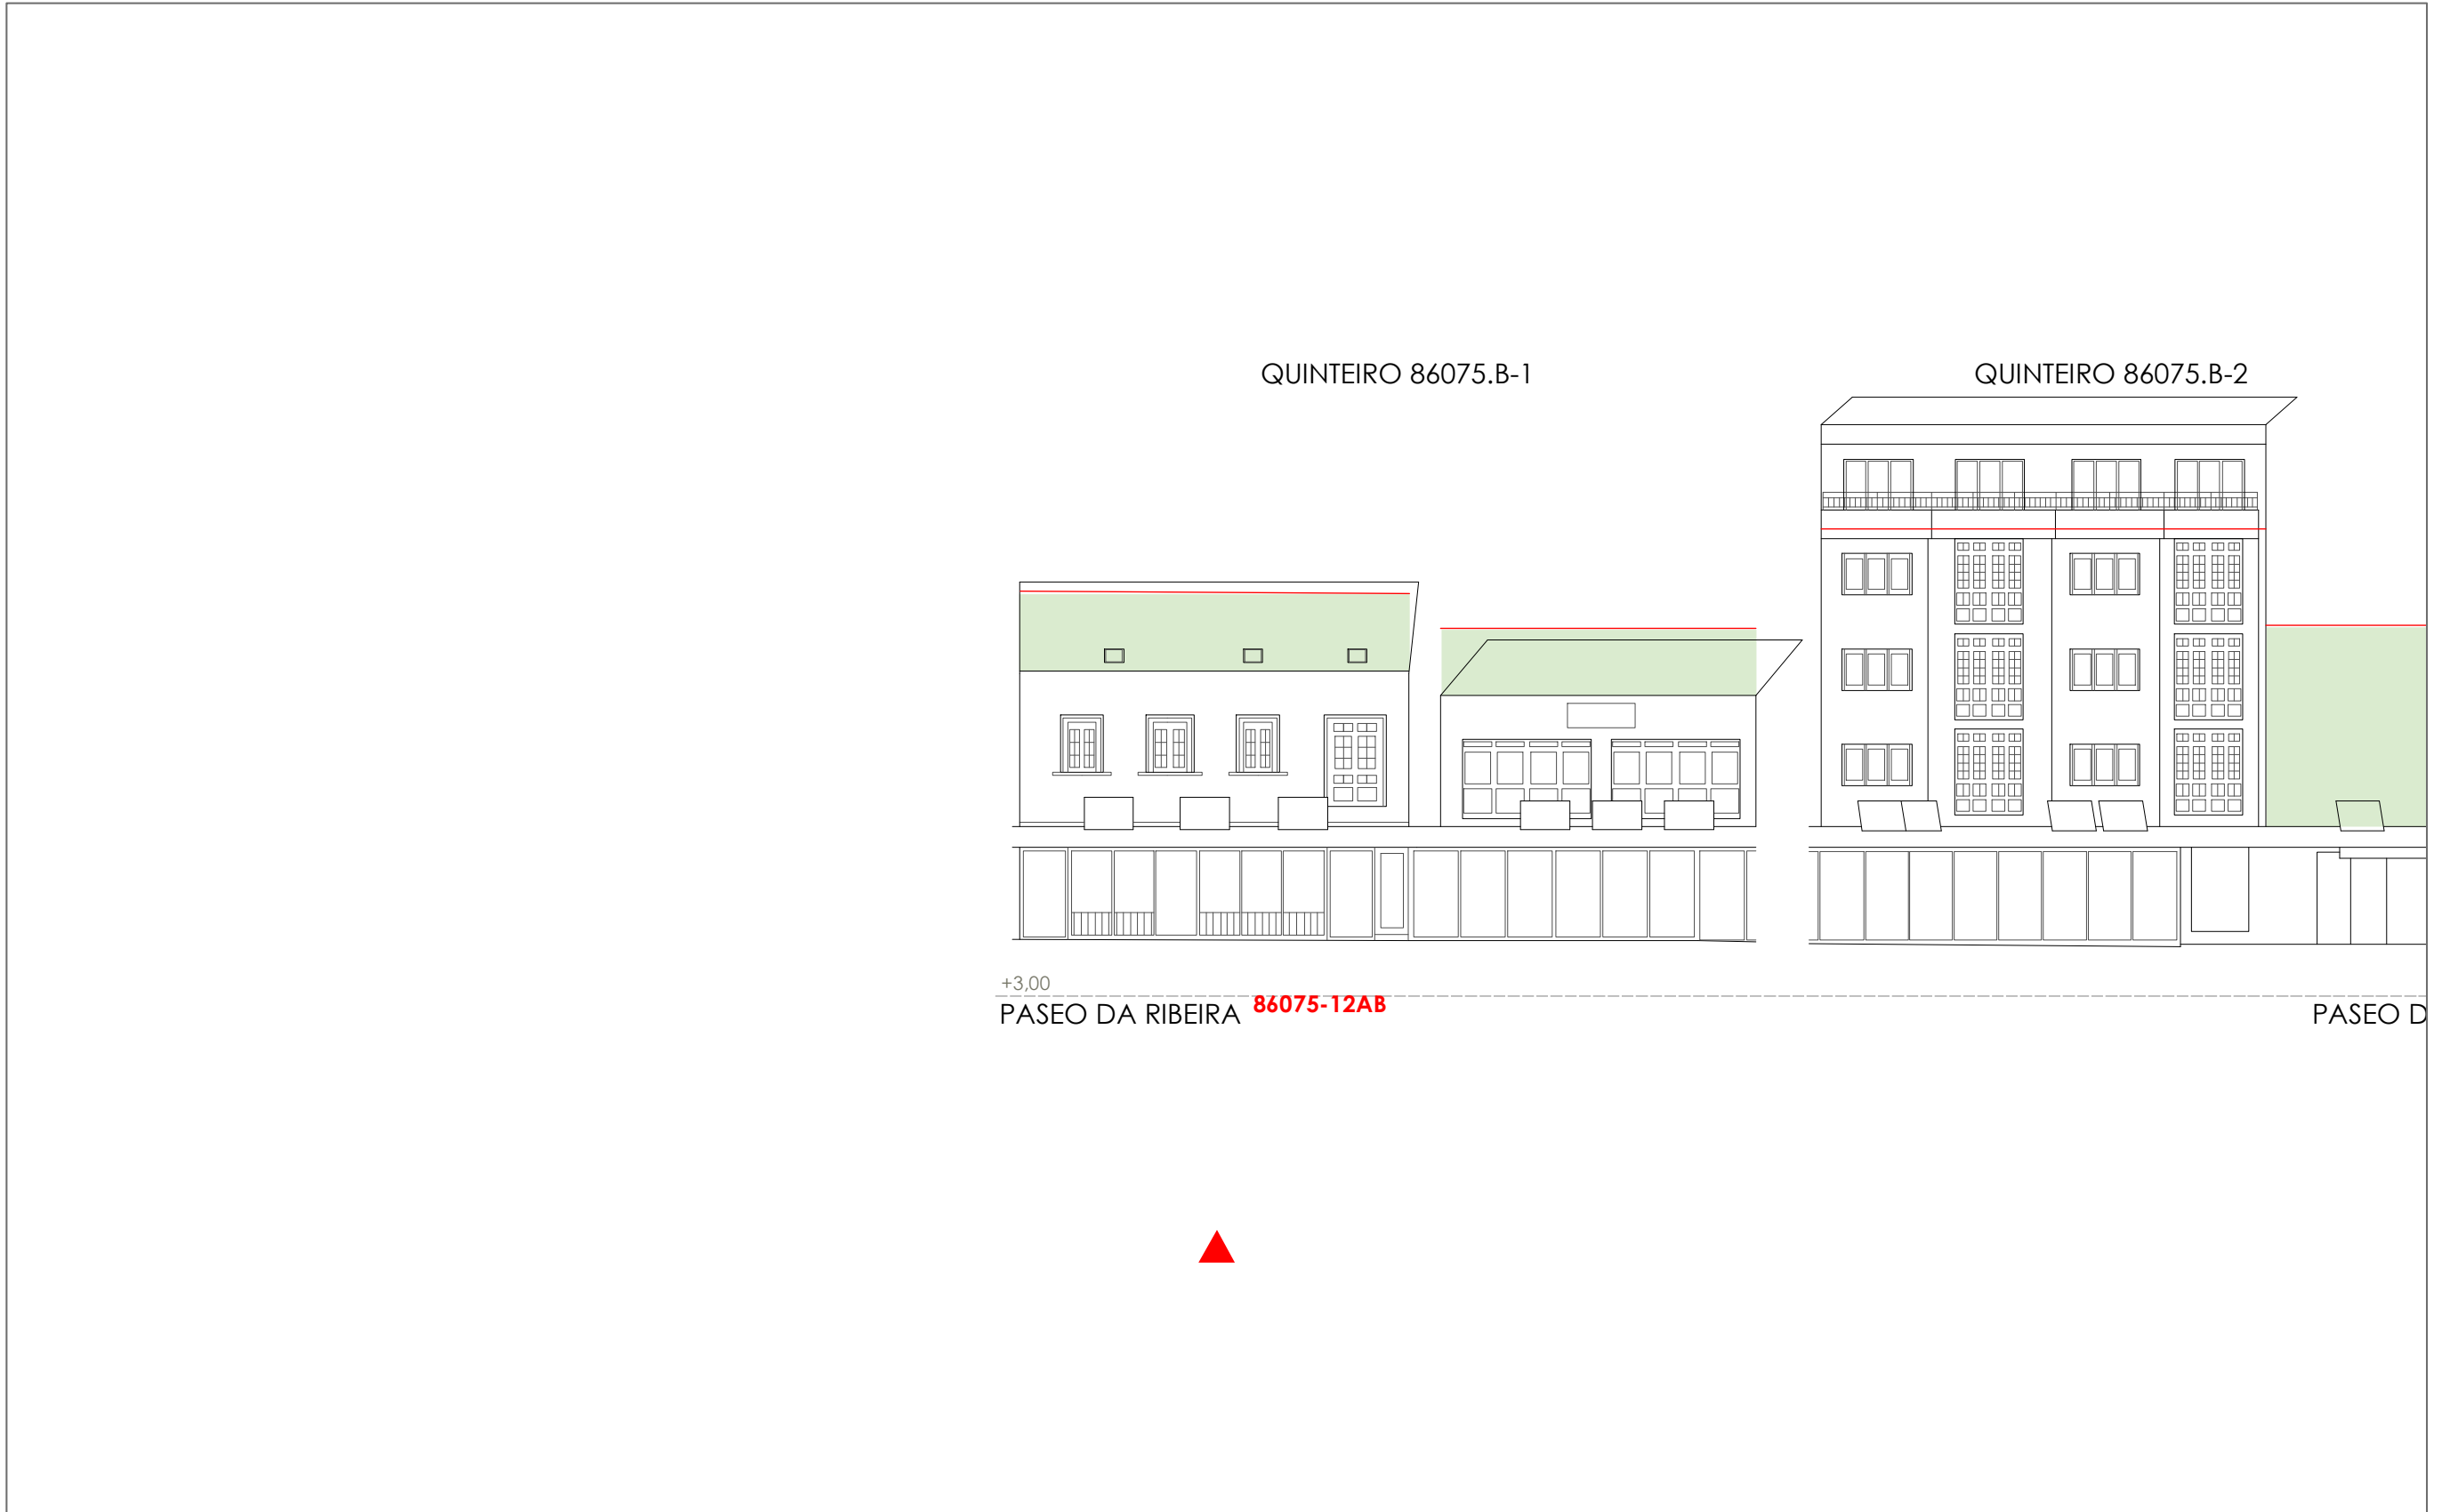 QUINTEIRO 86075.B-1
QUINTEIRO 86075.B-2
+3,00
PASEO DA RIBEIRA
86075-12AB
PASEO D